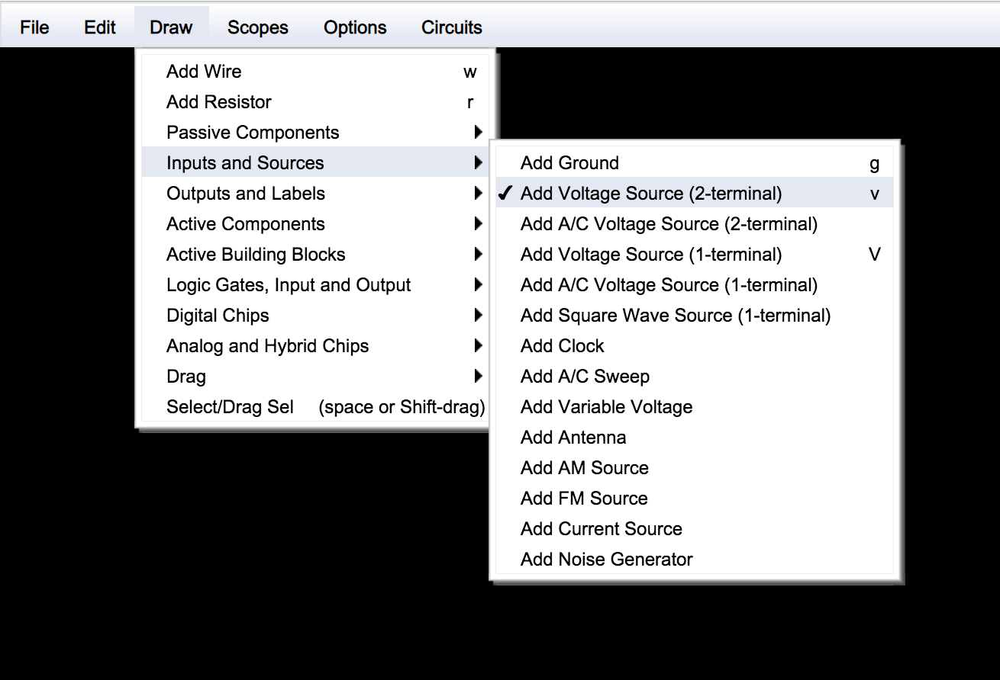 File Edit Draw Scopes Options Circuits
Add Wire w
Add Resistor r
Passive Components
Inputs and Sources
Outputs and Labels
Active Components
Active Building Blocks
Logic Gates, Input and Output
Digital Chips
Analog and Hybrid Chips
Drag
Select/Drag Sel (space or Shift-drag)
Add Ground g
Add Voltage Source (2-terminal) v
Add A/C Voltage Source (2-terminal)
Add Voltage Source (1-terminal) V
Add A/C Voltage Source (1-terminal)
Add Square Wave Source (1-terminal)
Add Clock
Add A/C Sweep
Add Variable Voltage
Add Antenna
Add AM Source
Add FM Source
Add Current Source
Add Noise Generator